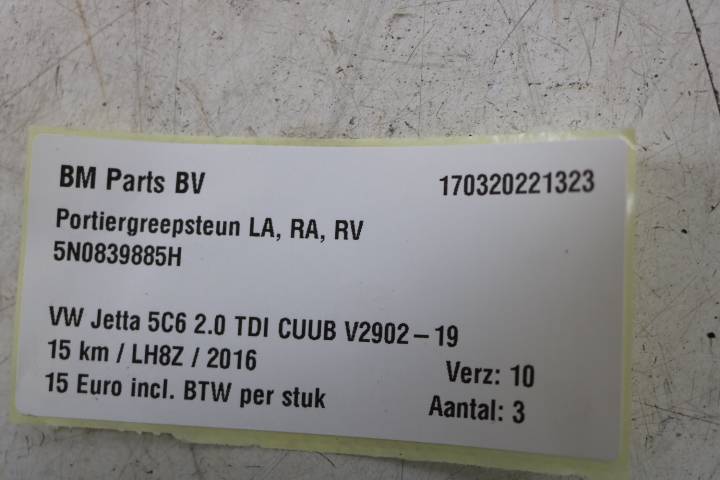 BM Parts BV 170320221323
Portiergreepsteun LA, RA, RV
5N0839885H
VW Jetta 5C6 2.0 TDI CUUB V2902-19
15 km / LH8Z / 2016 Verz: 10
15 Euro incl. BTW per stuk Aantal: 3